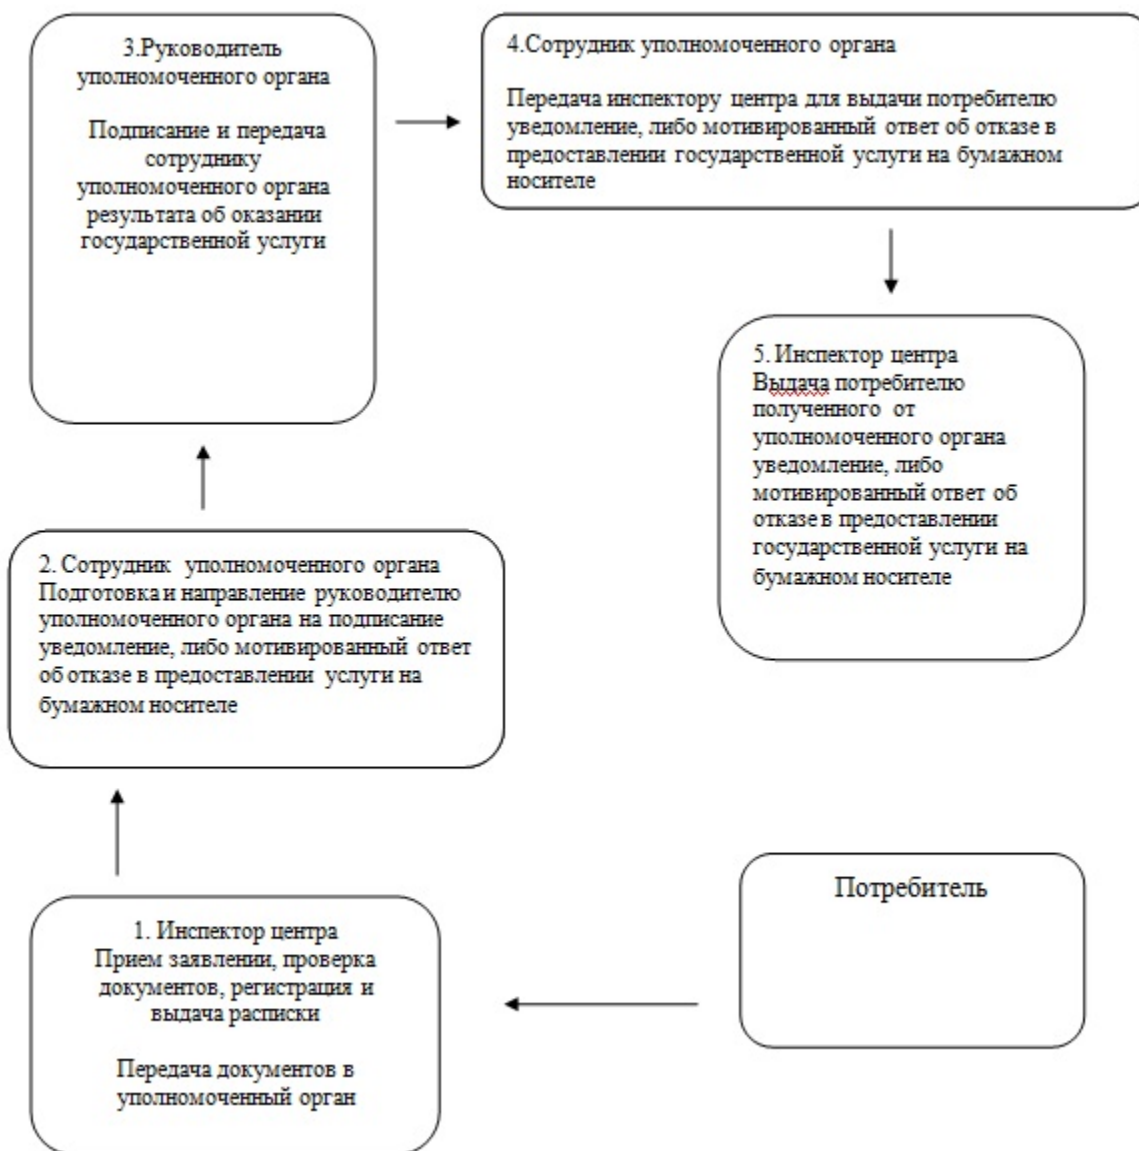 3.Руководитель
уполномоченного органа
Подписание и передача
сотруднику
уполномоченного органа
результата об оказании
государственной услуги
4.Сотрудник уполномоченного органа
Передача инспектору центра для выдачи потребителю
уведомление, либо мотивированный ответ об отказе в
предоставлении государственной услуги на бумажном
носителе
5. Инспектор центра
Выдача потребителю
полученного от
уполномоченного органа
уведомление, либо
мотивированный ответ об
отказе в предоставлении
государственной услуги на
бумажном носителе
2. Сотрудник уполномоченного органа
Подготовка и направление руководителю
уполномоченного органа на подписание
уведомление, либо мотивированный ответ
об отказе в предоставлении услуги на
бумажном носителе
1. Инспектор центра
Прием заявлении, проверка
документов, регистрация и
выдача расписки
Передача документов в
уполномоченный орган
Потребитель